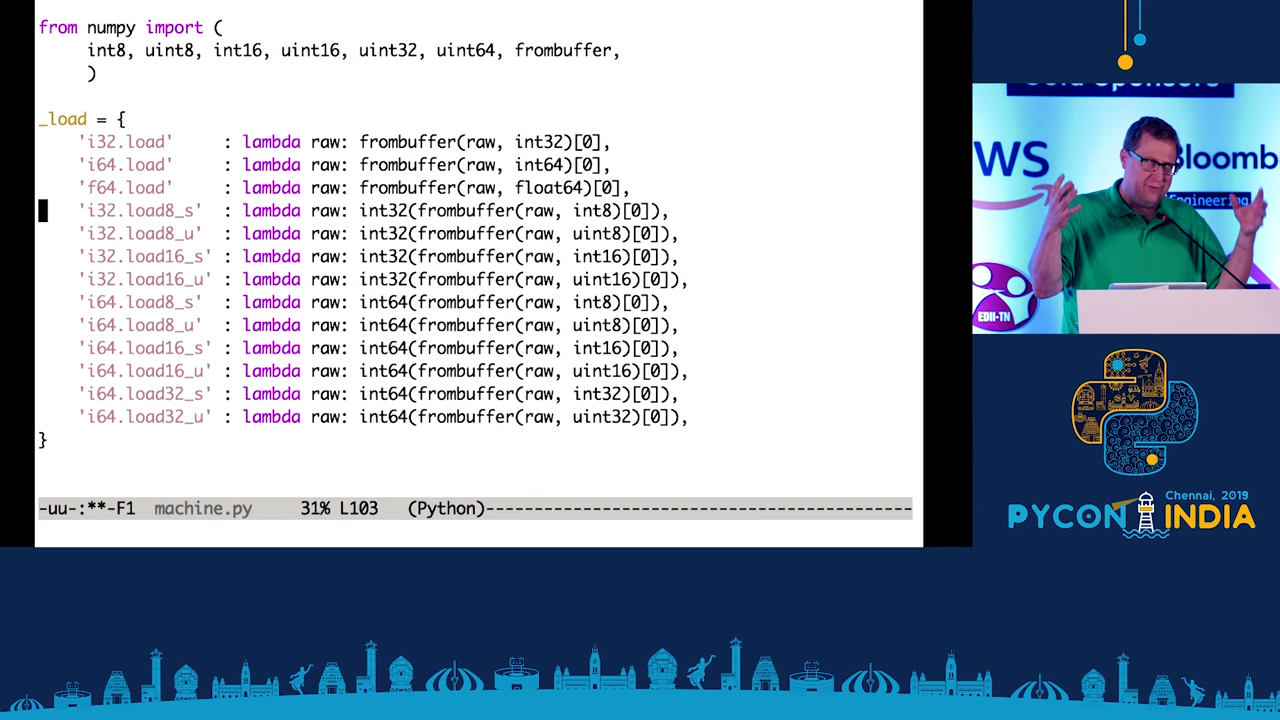 from numpy import (
int8, uint8, int16, uint16, uint32, uint64, frombuffer,
)
_load = {
'i32.load' : lambda raw: frombuffer(raw, int32)[0],
'i64.load' : lambda raw: frombuffer(raw, int64)[0],
'f64.load' : lambda raw: frombuffer(raw, float64)[0],
'i32.load8_s' : lambda raw: int32(frombuffer(raw, int8)[0]),
'i32.load8_u' : lambda raw: int32(frombuffer(raw, uint8)[0]),
'i32.load16_s' : lambda raw: int32(frombuffer(raw, int16)[0]),
'i32.load16_u' : lambda raw: int32(frombuffer(raw, uint16)[0]),
'i64.load8_s' : lambda raw: int64(frombuffer(raw, int8)[0]),
'i64.load8_u' : lambda raw: int64(frombuffer(raw, uint8)[0]),
'i64.load16_s' : lambda raw: int64(frombuffer(raw, int16)[0]),
'i64.load16_u' : lambda raw: int64(frombuffer(raw, uint16)[0]),
'i64.load32_s' : lambda raw: int64(frombuffer(raw, int32)[0]),
'i64.load32_u' : lambda raw: int64(frombuffer(raw, uint32)[0]),
}
-uu-:**-F1 machine.py 31% L103 (Python)--------------------------------------------
Sponsors
WS
Bloomb
Engineering
EDII-TN
Chennai, 2019
PYCON INDIA